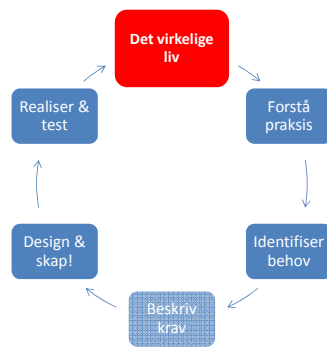 Det virkelige
liv
Forstå
praksis
Identifiser
behov
Beskriv
krav
Design &
skap!
Realiser &
test